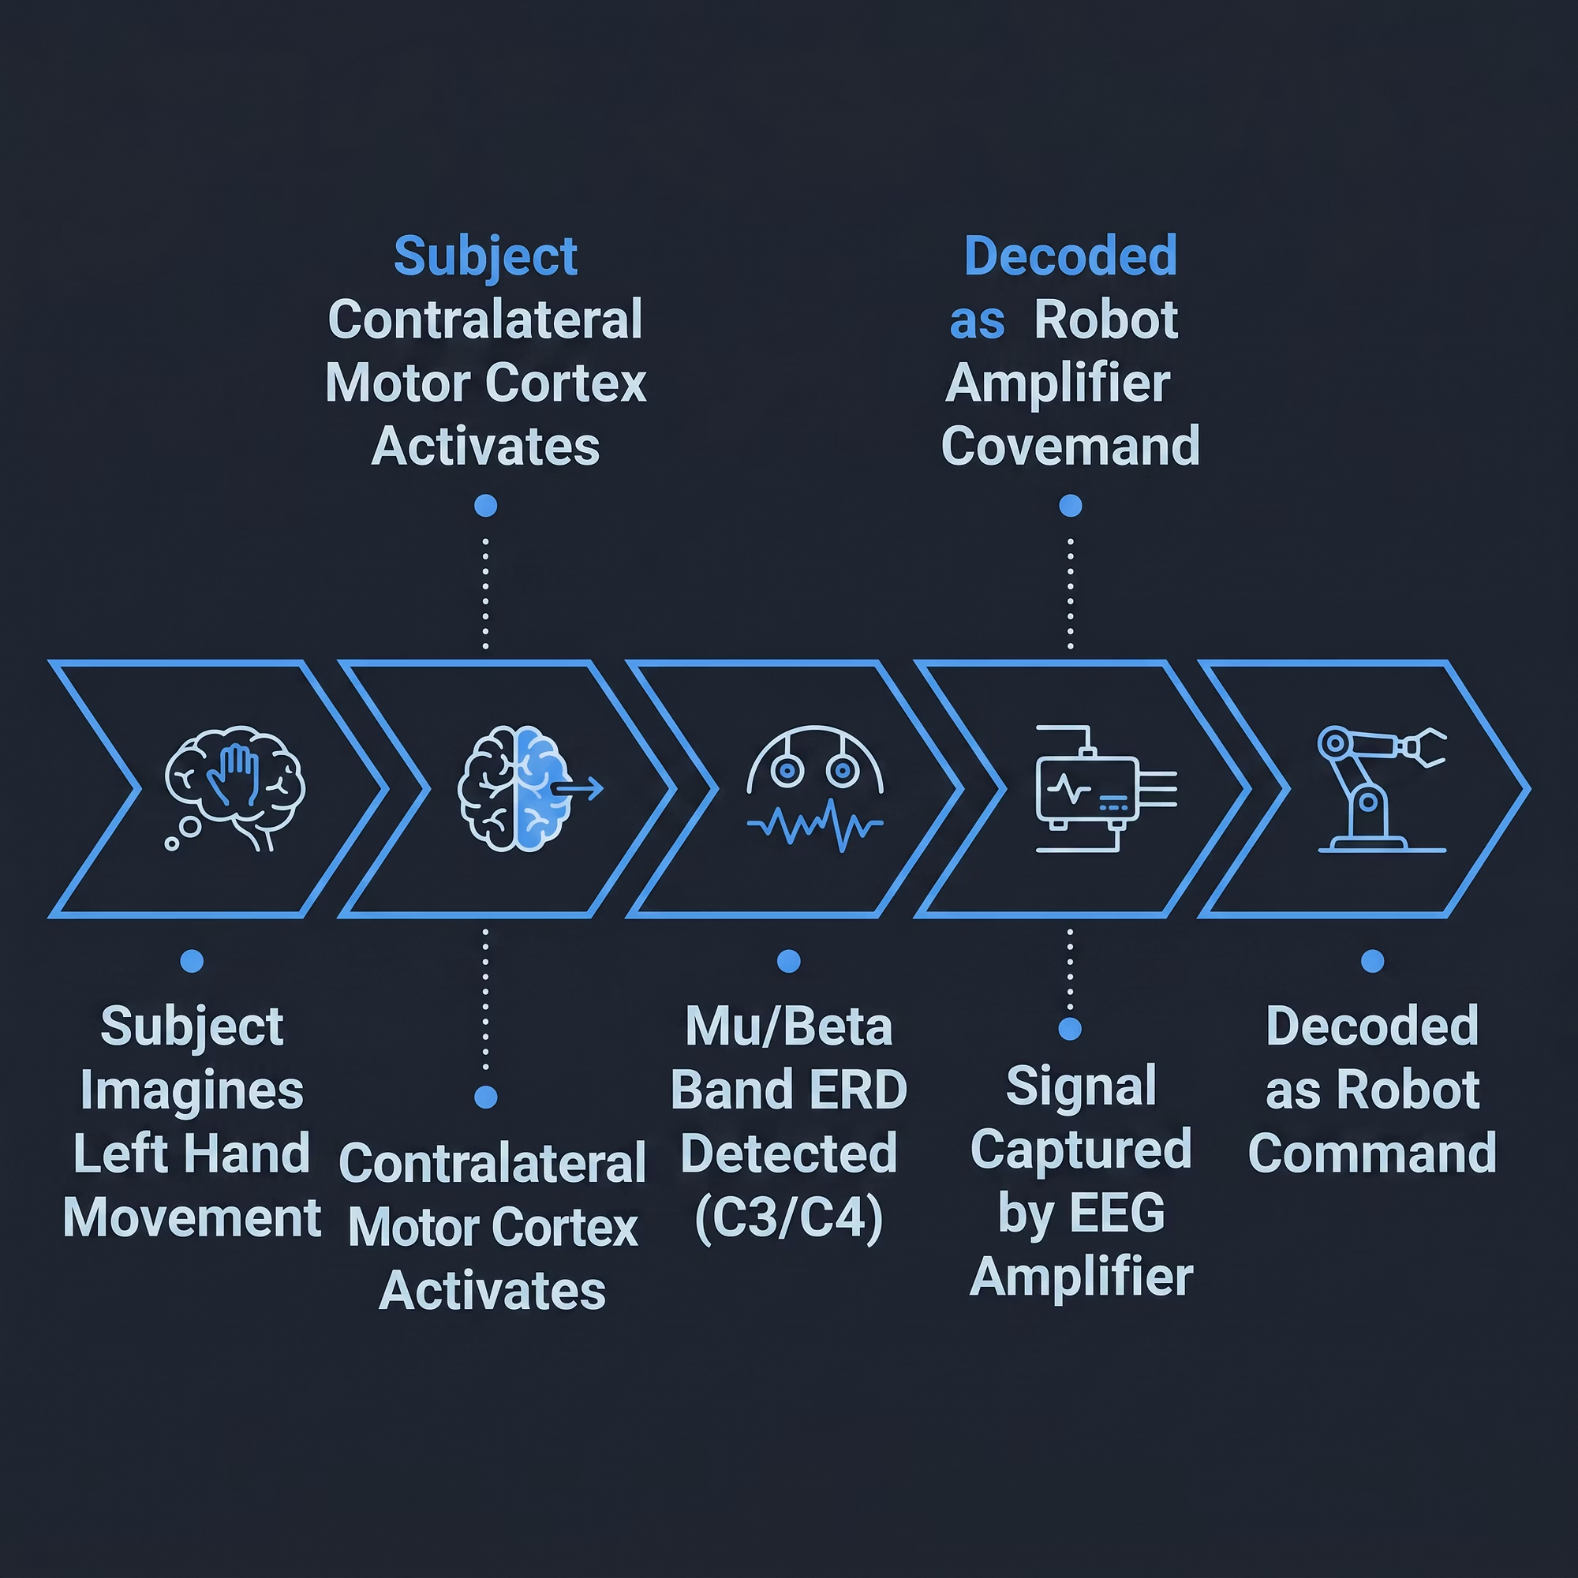 Subject
Contralateral
Motor Cortex
Activates
Decoded
as Robot
Amplifier
Covemand
Subject
Imagines
Left Hand
Movement
Contralateral
Motor Cortex
Activates
Mu/Beta
Band ERD
Detected
(C3/C4)
Signal
Captured
by EEG
Amplifier
Decoded
as Robot
Command